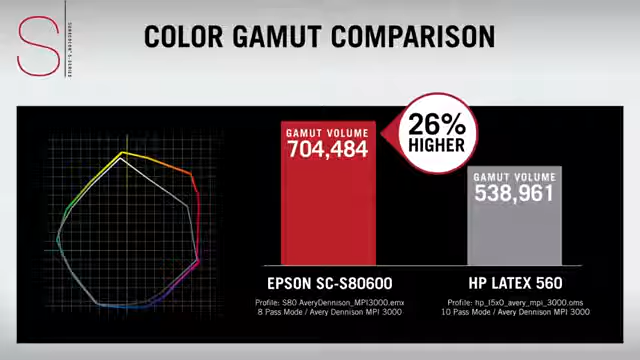 S
SURECOLOR S-SERIES
COLOR GAMUT COMPARISON
GAMUT VOLUME
704,484
26%
HIGHER
GAMUT VOLUME
538,961
EPSON SC-S80600
Profile: S80 AveryDennison_MPI3000.emx
8 Pass Mode / Avery Dennison MPI 3000
HP LATEX 560
Profile: hp_l5x0_avery_mpi_3000.oms
10 Pass Mode / Avery Dennison MPI 3000